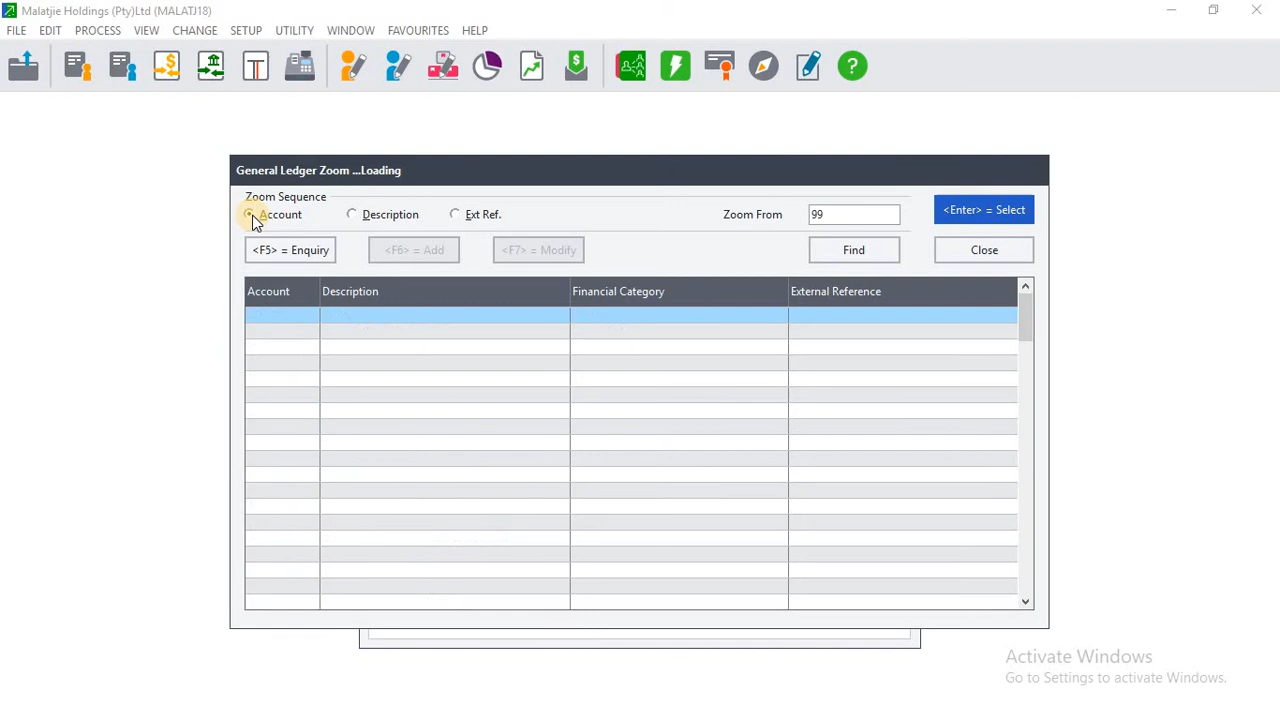 Malatjie Holdings (Pty)Ltd (MALATJ18)
FILE EDIT PROCESS VIEW CHANGE SETUP UTILITY WINDOW FAVOURITES HELP
General Ledger Zoom ...Loading
Zoom Sequence
Account Description Ext Ref. Zoom From 99 <Enter> = Select
<F5> = Enquiry <F6> = Add <F7> = Modify Find Close
Account Description Financial Category External Reference
Activate Windows
Go to Settings to activate Windows.